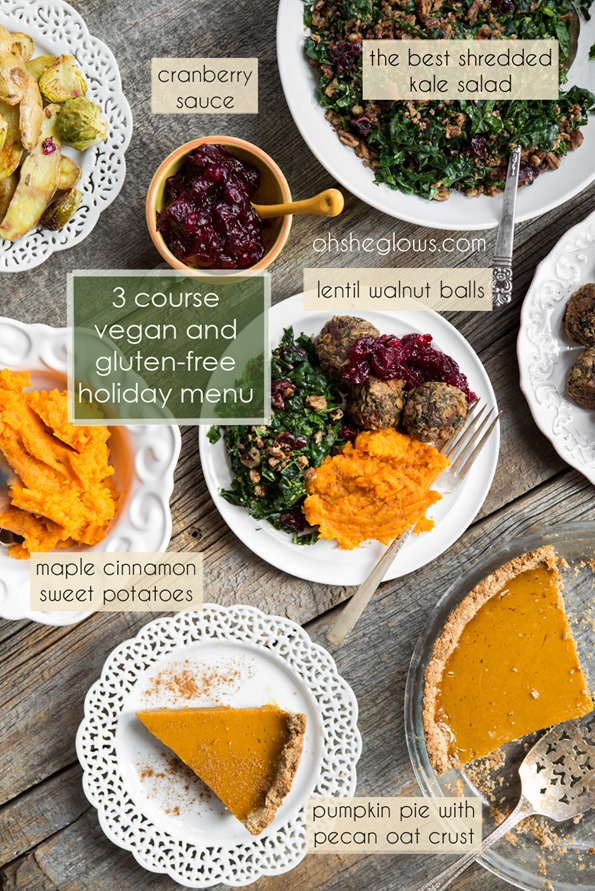 the best shredded
kale salad
cranberry
sauce
ohsheglows.com
3 course
vegan and
gluten-free
holiday menu
lentil walnut balls
maple cinnamon
sweet potatoes
pumpkin pie with
pecan oat crust